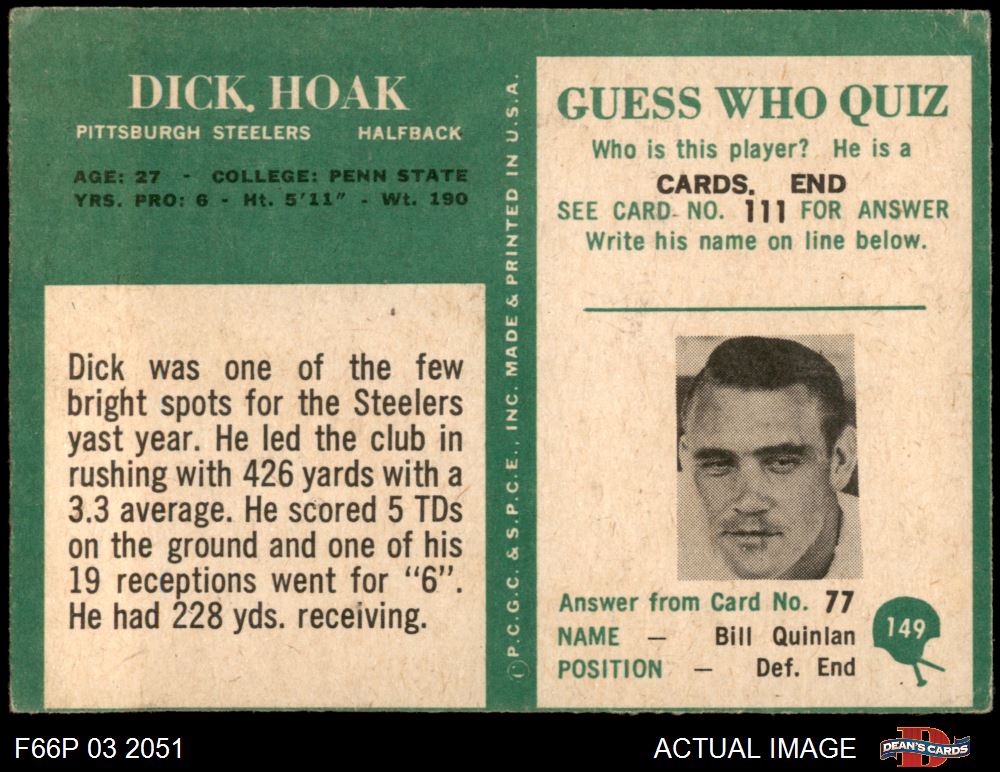 DICK. HOAK
PITTSBURGH STEELERS HALFBACK
AGE: 27 - COLLEGE: PENN STATE
YRS. PRO: 6 - Ht. 5'11" - Wt. 190
Dick was one of the few
bright spots for the Steelers
yast year. He led the club in
rushing with 426 yards with a
3.3 average. He scored 5 TDs
on the ground and one of his
19 receptions went for "6".
He had 228 yds. receiving.
P.C.G.C. & S.P.C.E., INC. MADE & PRINTED IN U.S.A.
GUESS WHO QUIZ
Who is this player? He is a
CARDS. END
SEE CARD NO. 111 FOR ANSWER
Write his name on line below.
Answer from Card No. 77
NAME — Bill Quinlan
POSITION — Def. End
149
F66P 03 2051
ACTUAL IMAGE
D
DEAN'S CARDS